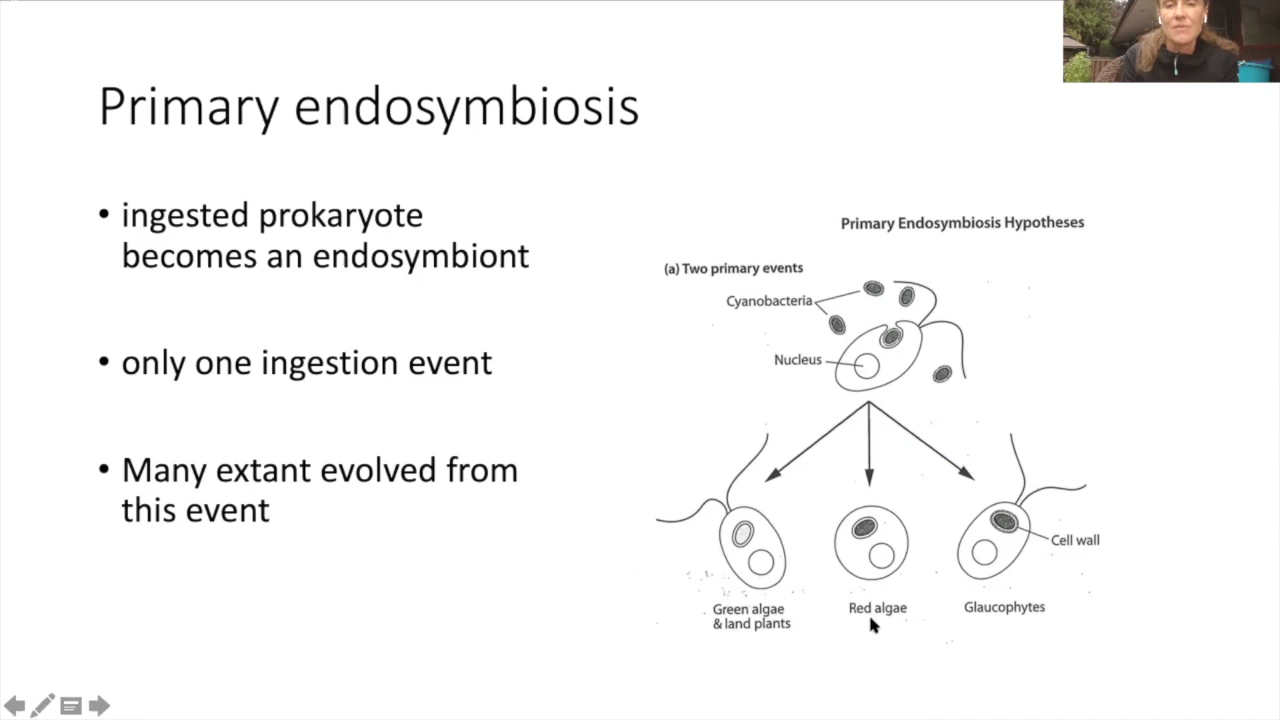 Primary endosymbiosis
• ingested prokaryote
becomes an endosymbiont
• only one ingestion event
• Many extant evolved from
this event
Primary Endosymbiosis Hypotheses
(a) Two primary events
Cyanobacteria
Nucleus
Cell wall
Green algae
& land plants
Red algae
Glaucophytes